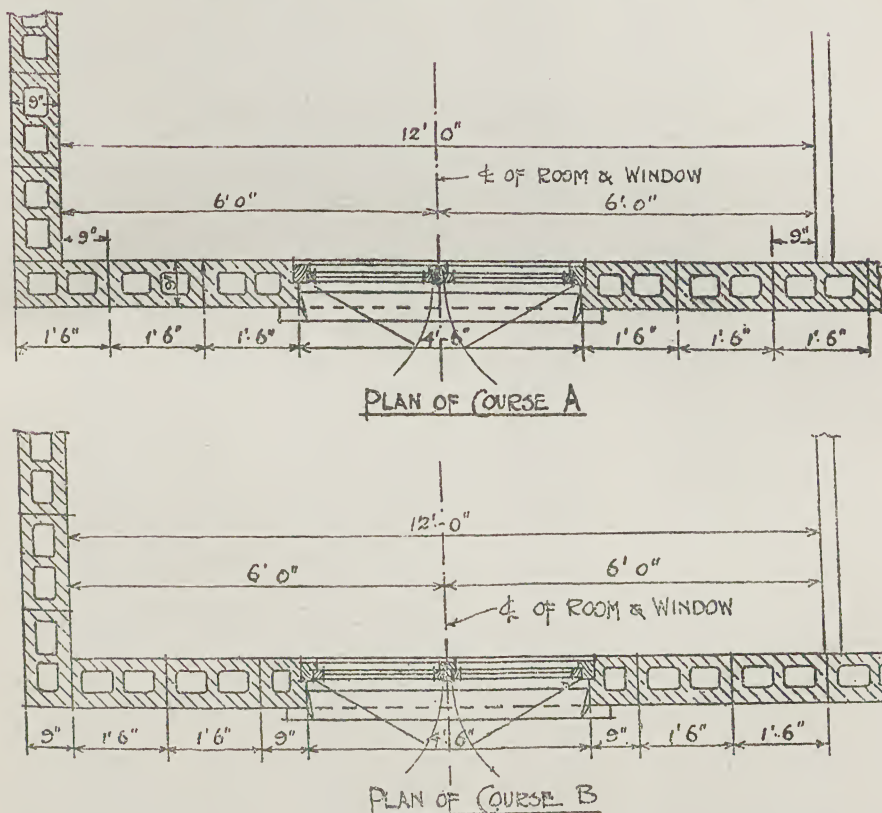 9"
12' 0"
℄ OF ROOM & WINDOW
6' 0" 6' 0"
9" 9"
9"
1' 6" 1' 6" 1' 6" 4'-6" 1' 6" 1'-6" 1'-6"
PLAN OF COURSE A
12'-0"
6' 0" 6' 0"
℄ OF ROOM & WINDOW
9" 1' 6" 1' 6" 9" 4'-6" 9" 1' 6" 1'-6"
PLAN OF COURSE B